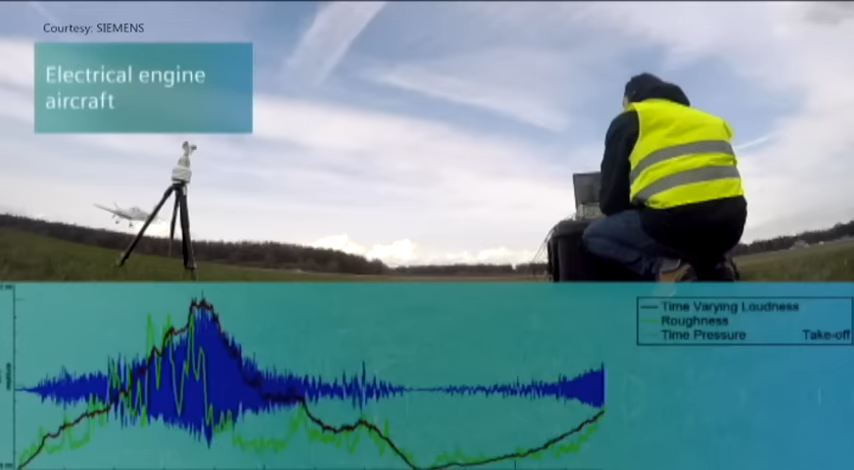 Courtesy: SIEMENS
Electrical engine
aircraft
Time Varying Loudness
Roughness
Time Pressure Take-off